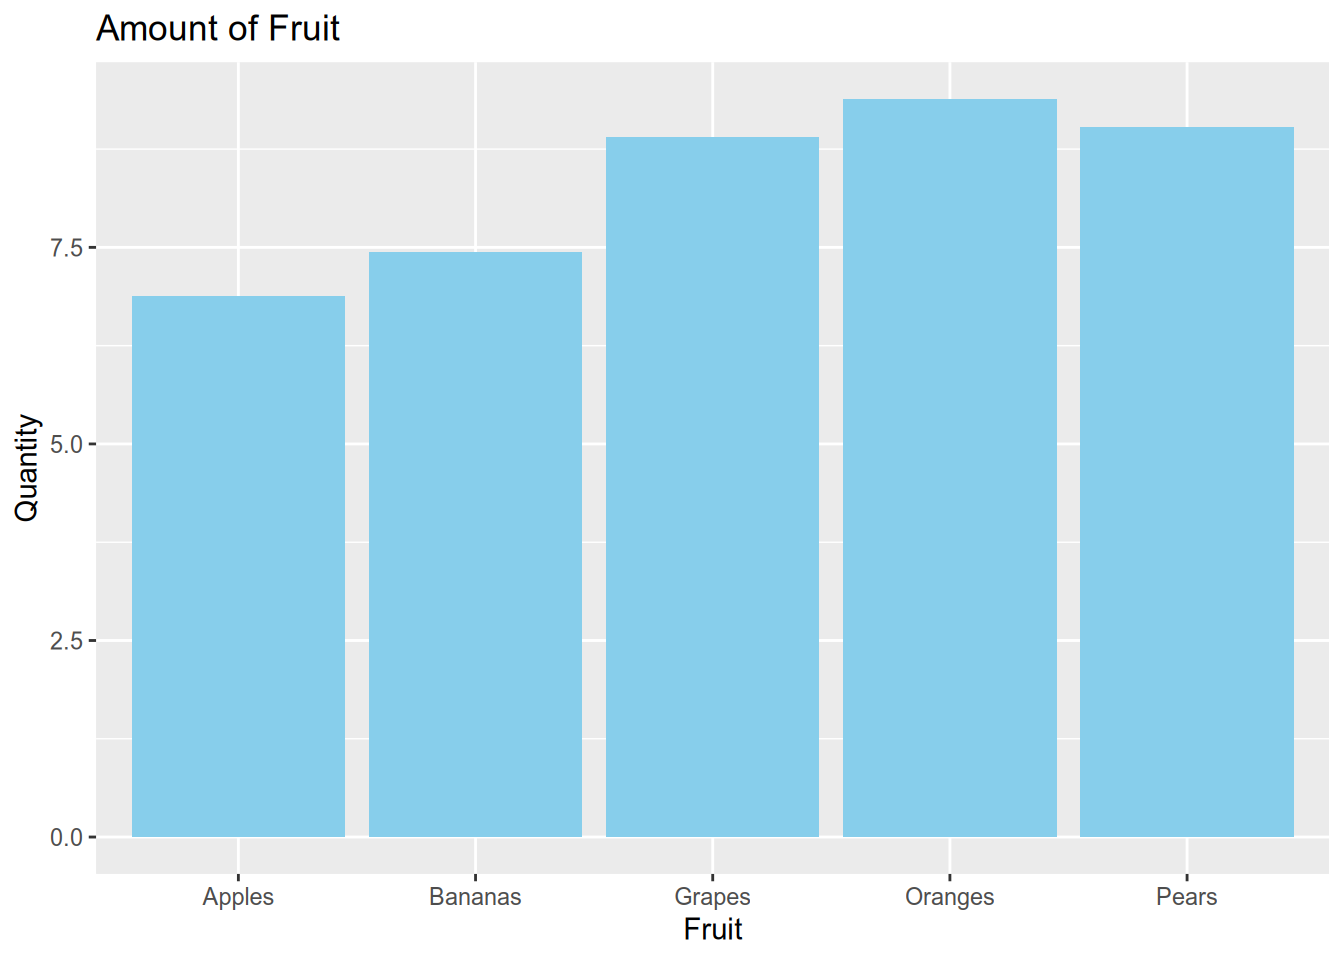 Amount of Fruit
Quantity
7.5
5.0
2.5
0.0
Apples Bananas Grapes Oranges Pears
Fruit